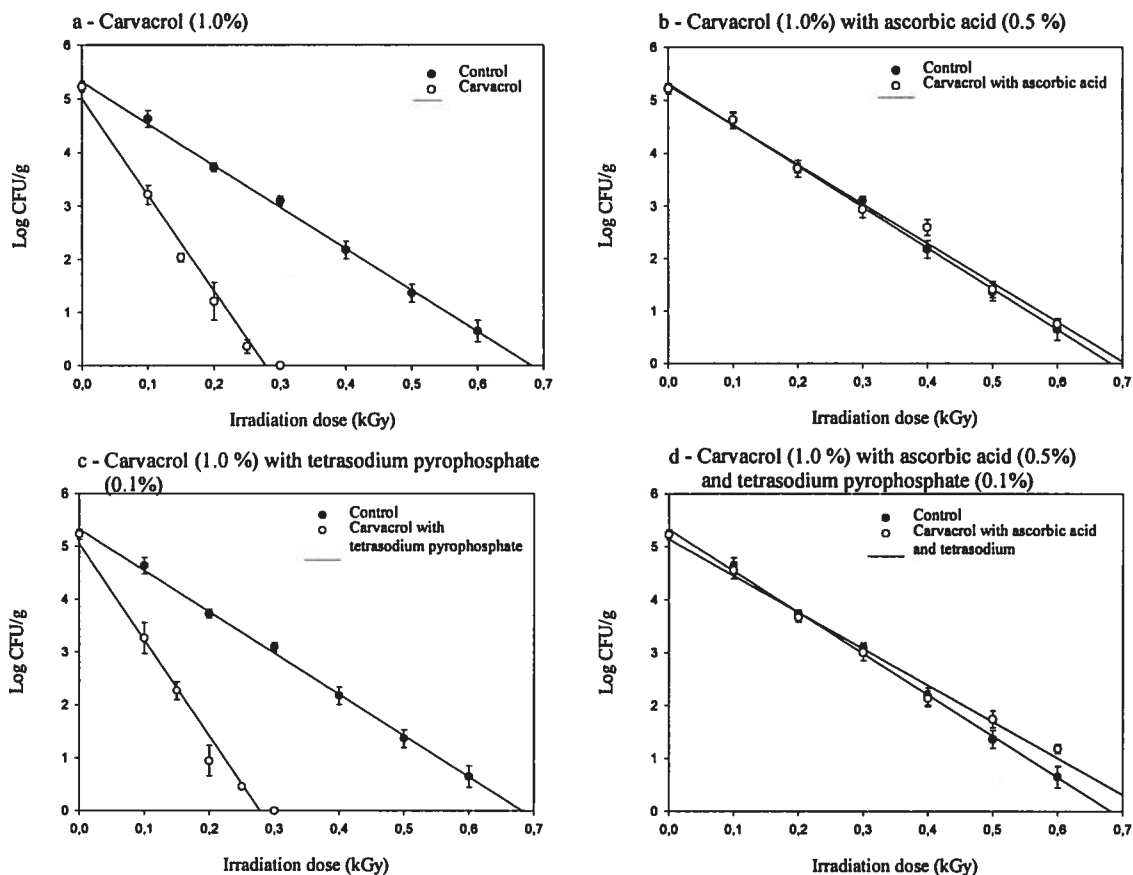 a - Carvacrol (1.0%)
6
5
4
3
2
1
0
Log CFU/g
Control
Carvacrol
0,0 0,1 0,2 0,3 0,4 0,5 0,6 0,7
Irradiation dose (kGy)
b - Carvacrol (1.0%) with ascorbic acid (0.5 %)
6
5
4
3
2
1
0
Log CFU/g
Control
Carvacrol with ascorbic acid
0,0 0,1 0,2 0,3 0,4 0,5 0,6 0,7
Irradiation dose (kGy)
c - Carvacrol (1.0 %) with tetrasodium pyrophosphate
(0.1%)
6
5
4
3
2
1
0
Log CFU/g
Control
Carvacrol with
tetrasodium pyrophosphate
0,0 0,1 0,2 0,3 0,4 0,5 0,6 0,7
Irradiation dose (kGy)
d - Carvacrol (1.0 %) with ascorbic acid (0.5%)
and tetrasodium pyrophosphate (0.1%)
6
5
4
3
2
1
0
Log CFU/g
Control
Carvacrol with ascorbic acid
and tetrasodium
0,0 0,1 0,2 0,3 0,4 0,5 0,6 0,7
Irradiation dose (kGy)